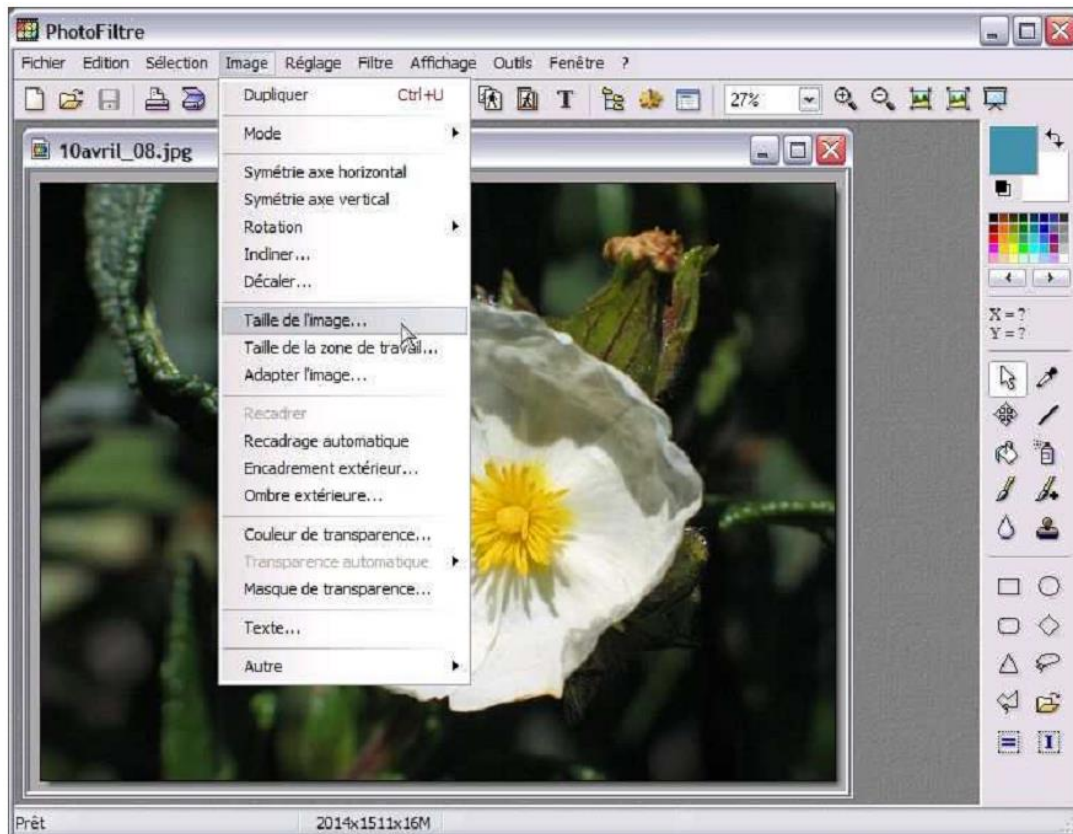 PhotoFiltre
Fichier Edition Sélection Image Réglage Filtre Affichage Outils Fenêtre ?
T 27%
10avril_08.jpg
Dupliquer Ctrl+U
Mode
Symétrie axe horizontal
Symétrie axe vertical
Rotation
Incliner...
Décaler...
Taille de l'image...
Taille de la zone de travail...
Adapter l'image...
Recadrer
Recadrage automatique
Encadrement extérieur...
Ombre extérieure...
Couleur de transparence...
Transparence automatique
Masque de transparence...
Texte...
Autre
X = ?
Y = ?
Prêt 2014x1511x16M